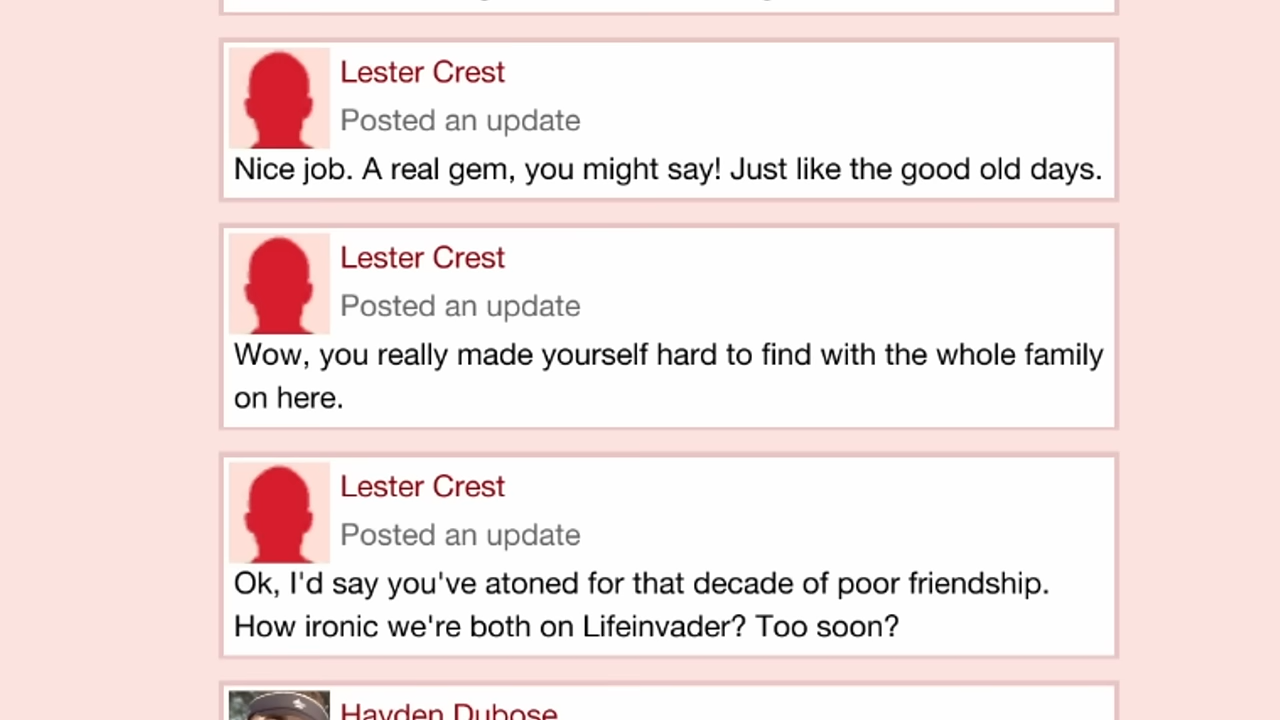 Lester Crest
Posted an update
Nice job. A real gem, you might say! Just like the good old days.
Lester Crest
Posted an update
Wow, you really made yourself hard to find with the whole family
on here.
Lester Crest
Posted an update
Ok, I'd say you've atoned for that decade of poor friendship.
How ironic we're both on Lifeinvader? Too soon?
Hayden Dubose